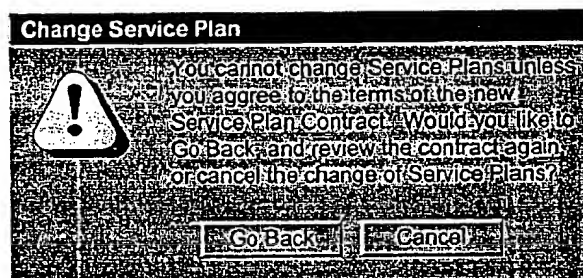 Change Service Plan
You cannot change Service Plans unless
you aggree to the terms of the new
Service Plan Contract. Would you like to
Go Back and review the contract again
or cancel the change of Service Plans?
Go Back
Cancel